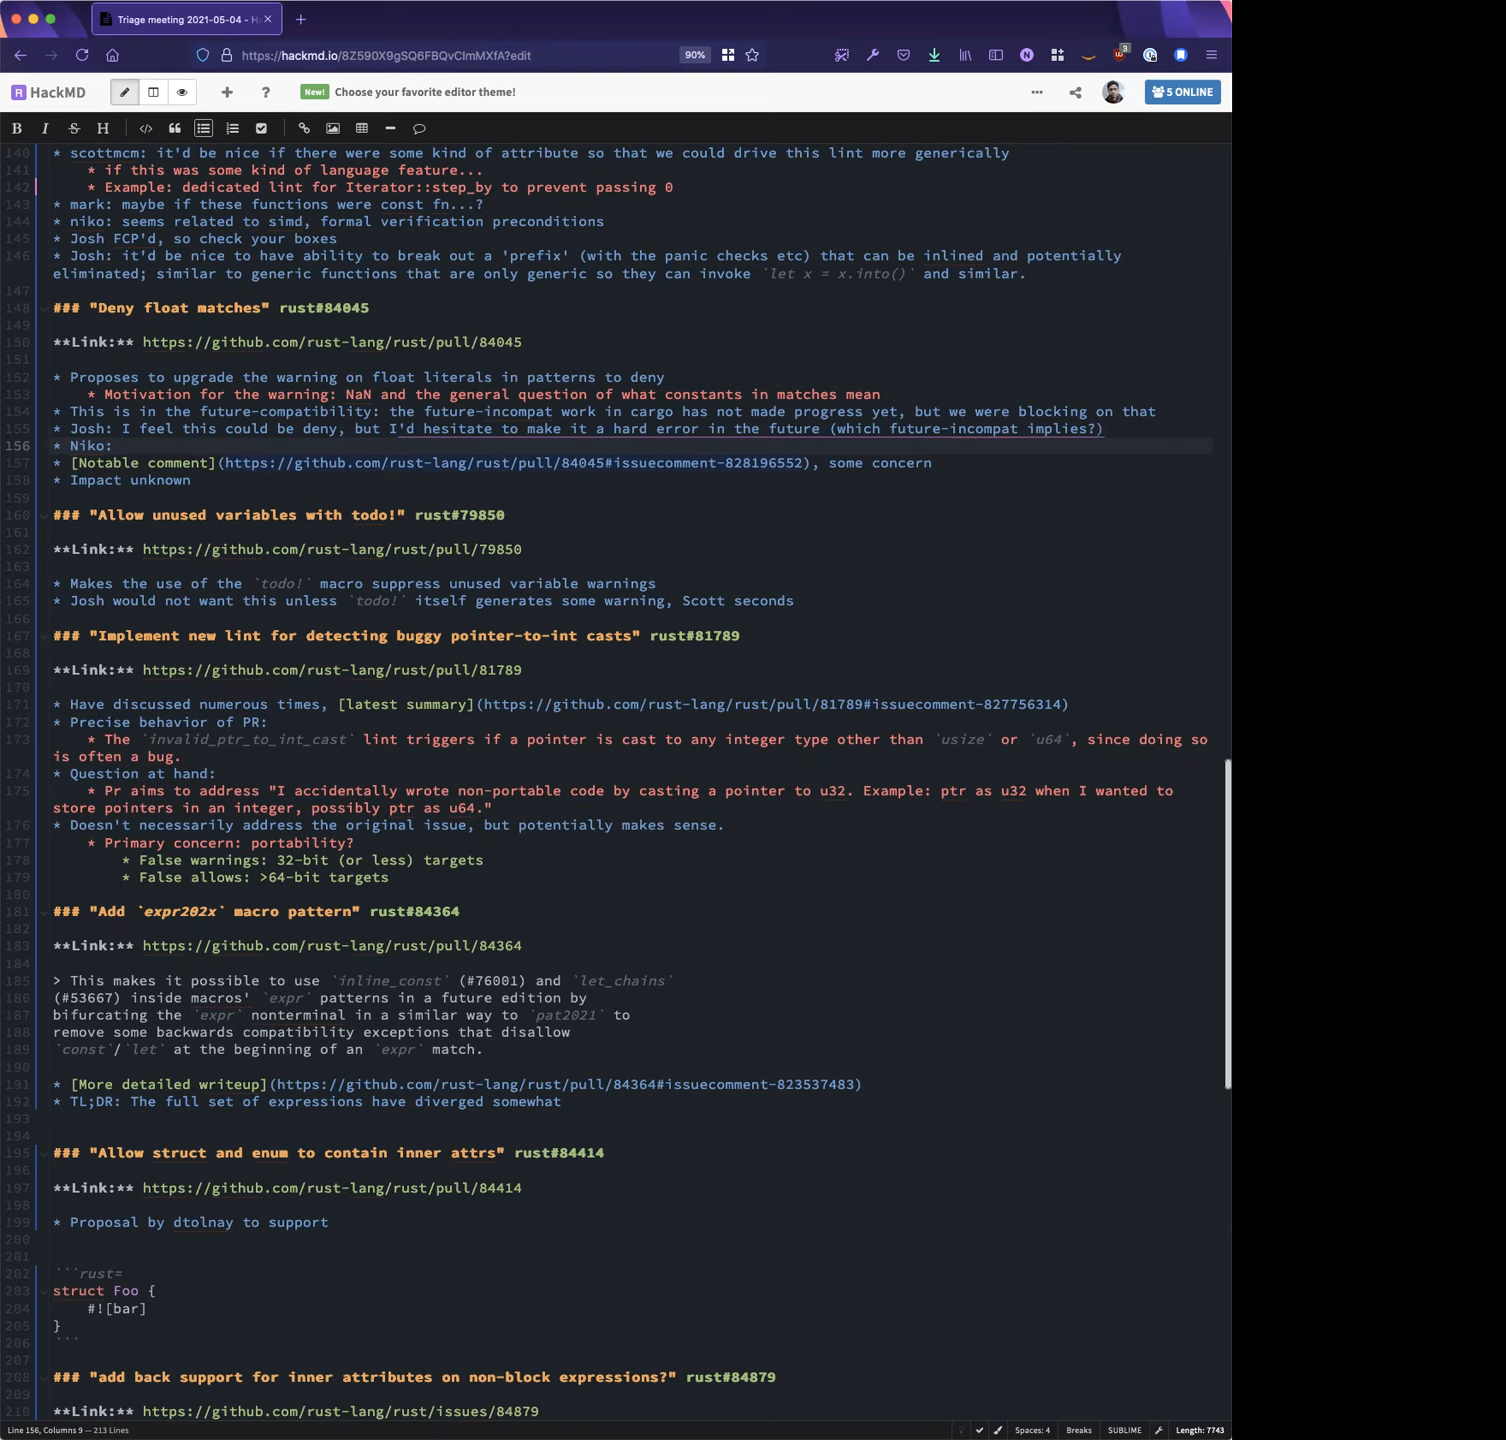 Triage meeting 2021-05-04 - H
https://hackmd.io/8Z590X9gSQ6FBQvClmMXfA?edit
90%
3
HackMD
New! Choose your favorite editor theme!
5 ONLINE
140 * scottmcm: it'd be nice if there were some kind of attribute so that we could drive this lint more generically
141 * if this was some kind of language feature...
142 * Example: dedicated lint for Iterator::step_by to prevent passing 0
143 * mark: maybe if these functions were const fn...?
144 * niko: seems related to simd, formal verification preconditions
145 * Josh FCP'd, so check your boxes
146 * Josh: it'd be nice to have ability to break out a 'prefix' (with the panic checks etc) that can be inlined and potentially
eliminated; similar to generic functions that are only generic so they can invoke `let x = x.into()` and similar.
147
148 ### "Deny float matches" rust#84045
149
150 **Link:** https://github.com/rust-lang/rust/pull/84045
151
152 * Proposes to upgrade the warning on float literals in patterns to deny
153 * Motivation for the warning: NaN and the general question of what constants in matches mean
154 * This is in the future-compatibility: the future-incompat work in cargo has not made progress yet, but we were blocking on that
155 * Josh: I feel this could be deny, but I'd hesitate to make it a hard error in the future (which future-incompat implies?)
156 * Niko:
157 * [Notable comment](https://github.com/rust-lang/rust/pull/84045#issuecomment-828196552), some concern
158 * Impact unknown
159
160 ### "Allow unused variables with todo!" rust#79850
161
162 **Link:** https://github.com/rust-lang/rust/pull/79850
163
164 * Makes the use of the `todo!` macro suppress unused variable warnings
165 * Josh would not want this unless `todo!` itself generates some warning, Scott seconds
166
167 ### "Implement new lint for detecting buggy pointer-to-int casts" rust#81789
168
169 **Link:** https://github.com/rust-lang/rust/pull/81789
170
171 * Have discussed numerous times, [latest summary](https://github.com/rust-lang/rust/pull/81789#issuecomment-827756314)
172 * Precise behavior of PR:
173 * The `invalid_ptr_to_int_cast` lint triggers if a pointer is cast to any integer type other than `usize` or `u64`, since doing so
is often a bug.
174 * Question at hand:
175 * Pr aims to address "I accidentally wrote non-portable code by casting a pointer to u32. Example: ptr as u32 when I wanted to
store pointers in an integer, possibly ptr as u64."
176 * Doesn't necessarily address the original issue, but potentially makes sense.
177 * Primary concern: portability?
178 * False warnings: 32-bit (or less) targets
179 * False allows: >64-bit targets
180
181 ### "Add `expr202x` macro pattern" rust#84364
182
183 **Link:** https://github.com/rust-lang/rust/pull/84364
184
185 > This makes it possible to use `inline_const` (#76001) and `let_chains`
186 (#53667) inside macros' `expr` patterns in a future edition by
187 bifurcating the `expr` nonterminal in a similar way to `pat2021` to
188 remove some backwards compatibility exceptions that disallow
189 `const`/`let` at the beginning of an `expr` match.
190
191 * [More detailed writeup](https://github.com/rust-lang/rust/pull/84364#issuecomment-823537483)
192 * TL;DR: The full set of expressions have diverged somewhat
193
194
195 ### "Allow struct and enum to contain inner attrs" rust#84414
196
197 **Link:** https://github.com/rust-lang/rust/pull/84414
198
199 * Proposal by dtolnay to support
200
201
202 ```rust=
203 struct Foo {
204 #![bar]
205 }
206 ```
207
208 ### "add back support for inner attributes on non-block expressions?" rust#84879
209
210 **Link:** https://github.com/rust-lang/rust/issues/84879
Line 156, Columns 9 — 213 Lines
Spaces: 4 Breaks SUBLIME Length: 7743